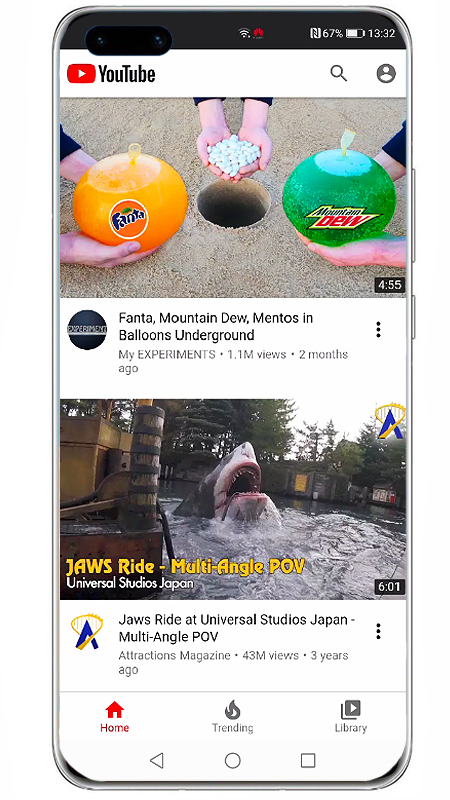 67% 13:32
YouTube
Fanta
Mountain
DEW
4:55
EXPERIMENT
Fanta, Mountain Dew, Mentos in
Balloons Underground
My EXPERIMENTS • 1.1M views • 2 months
ago
JAWS Ride - Multi-Angle POV
Universal Studios Japan
6:01
Jaws Ride at Universal Studios Japan -
Multi-Angle POV
Attractions Magazine • 43M views • 3 years
ago
Home Trending Library